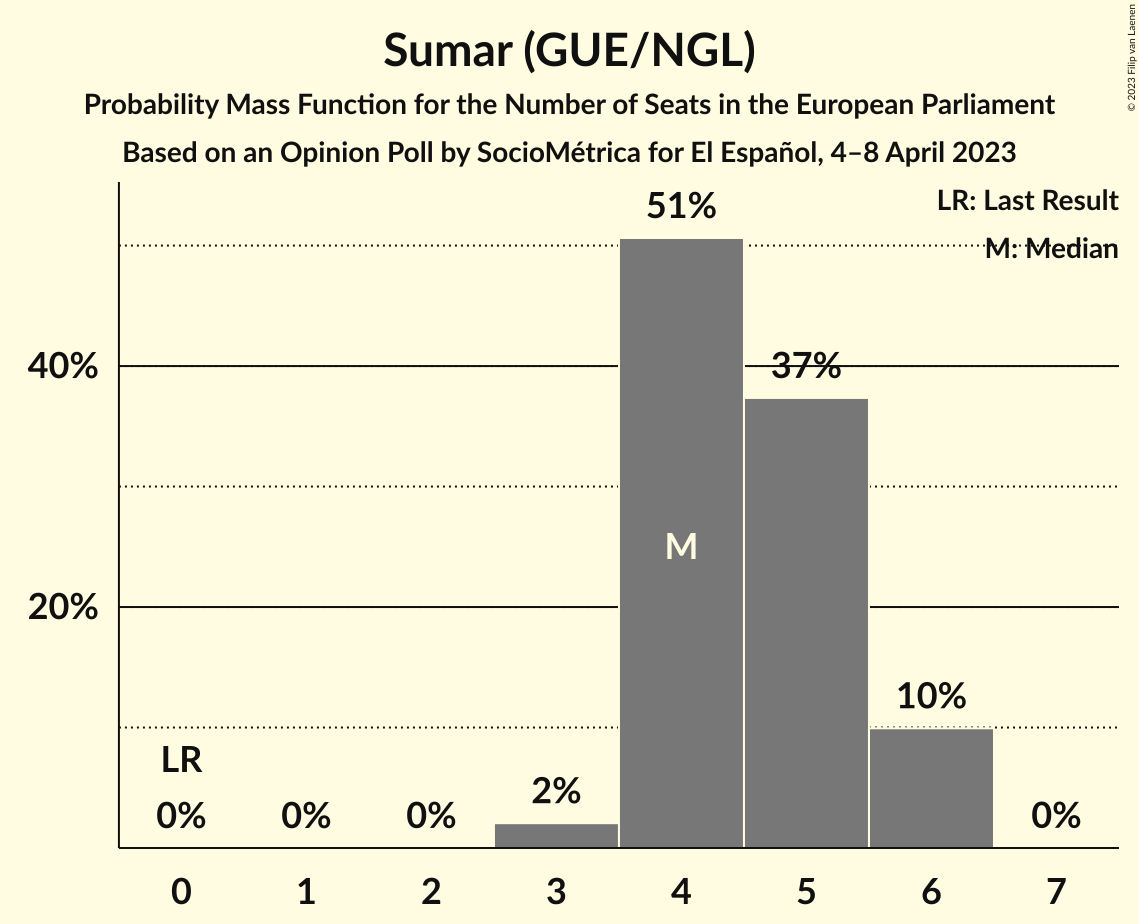 Sumar (GUE/NGL)
Probability Mass Function for the Number of Seats in the European Parliament
Based on an Opinion Poll by SocioMétrica for El Español, 4–8 April 2023
© 2023 Filip van Laenen
LR: Last Result
M: Median
51%
40%
37%
M
20%
10%
LR
0%
0%
0%
2%
0%
0
1
2
3
4
5
6
7